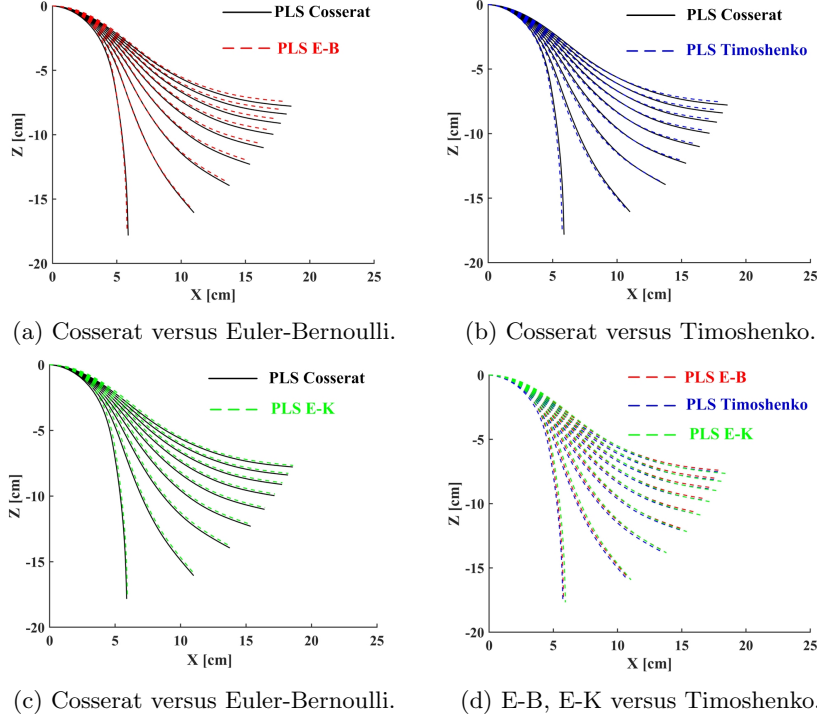 0
-5
-10
-15
-20
0 5 10 15 20 25
Z [cm]
X [cm]
PLS Cosserat
PLS E-B
(a) Cosserat versus Euler-Bernoulli.
0
-5
-10
-15
-20
0 5 10 15 20 25
Z [cm]
X [cm]
PLS Cosserat
PLS Timoshenko
(b) Cosserat versus Timoshenko.
0
-5
-10
-15
-20
0 5 10 15 20 25
Z [cm]
X [cm]
PLS Cosserat
PLS E-K
(c) Cosserat versus Euler-Bernoulli.
0
-5
-10
-15
-20
0 5 10 15 20 25
Z [cm]
X [cm]
PLS E-B
PLS Timoshenko
PLS E-K
(d) E-B, E-K versus Timoshenko.